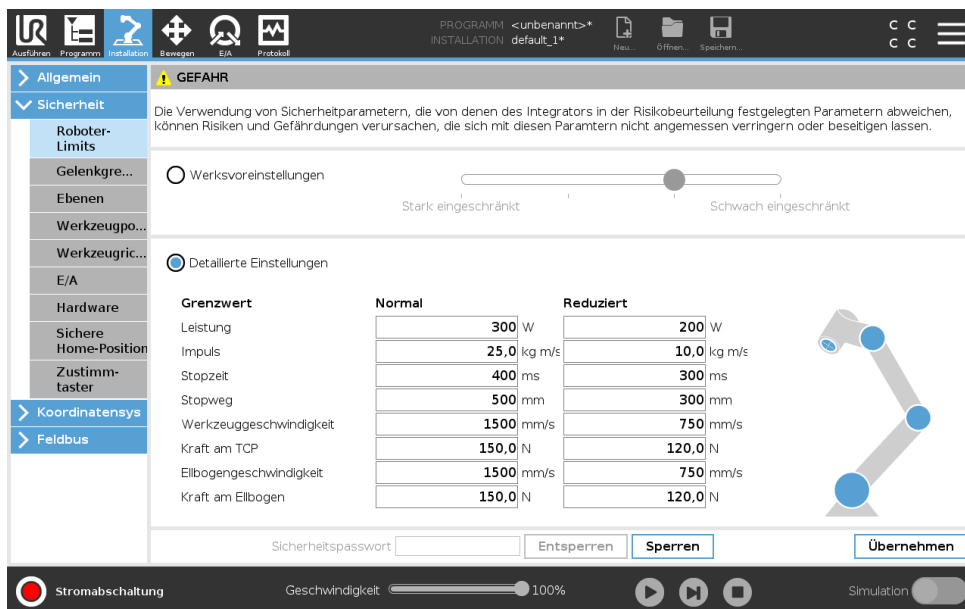 UR
PROGRAMM <unbenannt>*
INSTALLATION default_1*
Ausführen Programm Installation Bewegen E/A Protokoll
Neu... Öffnen... Speichern...
C C
C C
Allgemein
Sicherheit
Roboter-
Limits
Gelenkgre...
Ebenen
Werkzeugpo...
Werkzeugric...
E/A
Hardware
Sichere
Home-Position
Zustimm-
taster
Koordinatensys
Feldbus
GEFAHR
Die Verwendung von Sicherheitparametern, die von denen des Integrators in der Risikobeurteilung festgelegten Parametern abweichen,
können Risiken und Gefährdungen verursachen, die sich mit diesen Paramtern nicht angemessen verringern oder beseitigen lassen.
Werksvoreinstellungen
Stark eingeschränkt Schwach eingeschränkt
Detailierte Einstellungen
Grenzwert Normal Reduziert
Leistung 300 W 200 W
Impuls 25,0 kg m/s 10,0 kg m/s
Stopzeit 400 ms 300 ms
Stopweg 500 mm 300 mm
Werkzeuggeschwindigkeit 1500 mm/s 750 mm/s
Kraft am TCP 150,0 N 120,0 N
Ellbogengeschwindigkeit 1500 mm/s 750 mm/s
Kraft am Ellbogen 150,0 N 120,0 N
Sicherheitspasswort Entsperren Sperren Übernehmen
Stromabschaltung Geschwindigkeit 100% Simulation